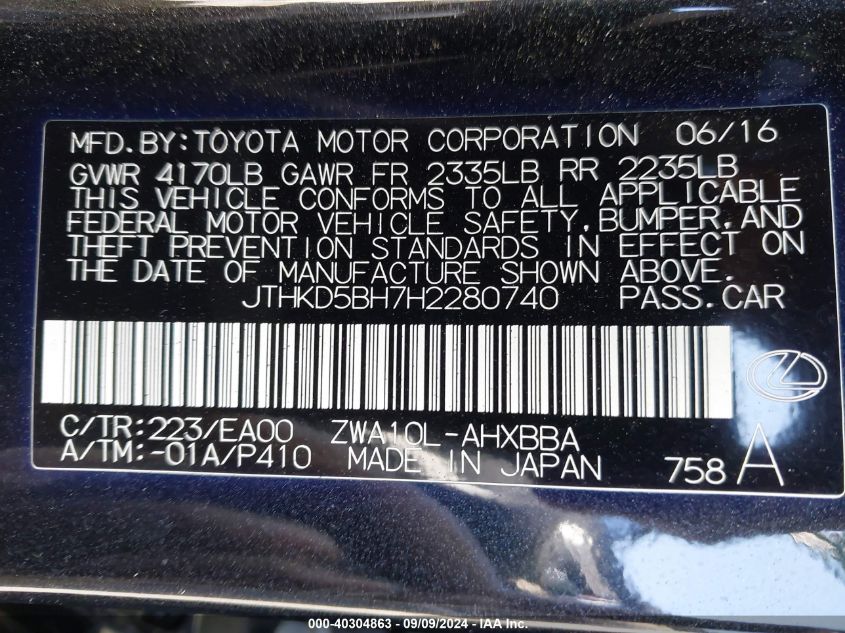 MFD.BY:TOYOTA MOTOR CORPORATION 06/16
GVWR 4170LB GAWR FR 2335LB RR 2235LB
THIS VEHICLE CONFORMS TO ALL APPLICABLE
FEDERAL MOTOR VEHICLE SAFETY,BUMPER,AND
THEFT PREVENTION STANDARDS IN EFFECT ON
THE DATE OF MANUFACTURE SHOWN ABOVE.
JTHKD5BH7H2280740 PASS.CAR
C/TR:223/EA00 ZWA10L-AHXBBA
A/TM:-01A/P410 MADE IN JAPAN 758 A
000-40304863 - 09/09/2024 - IAA Inc.